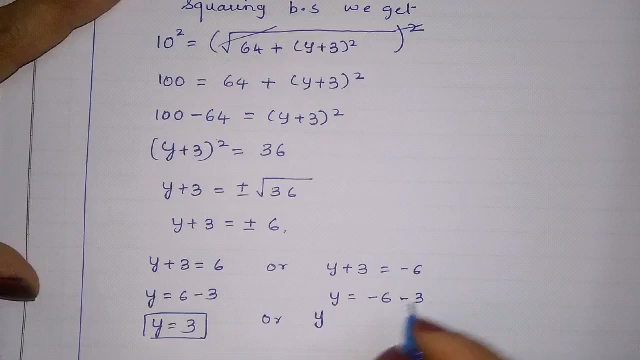 Squaring b.s we get
10² = (√64 + (y+3)²)²
100 = 64 + (y+3)²
100 - 64 = (y+3)²
(y+3)² = 36
y+3 = ± √36
y+3 = ± 6,
y+3 = 6 or y+3 = -6
y = 6-3 y = -6-3
y = 3 or y